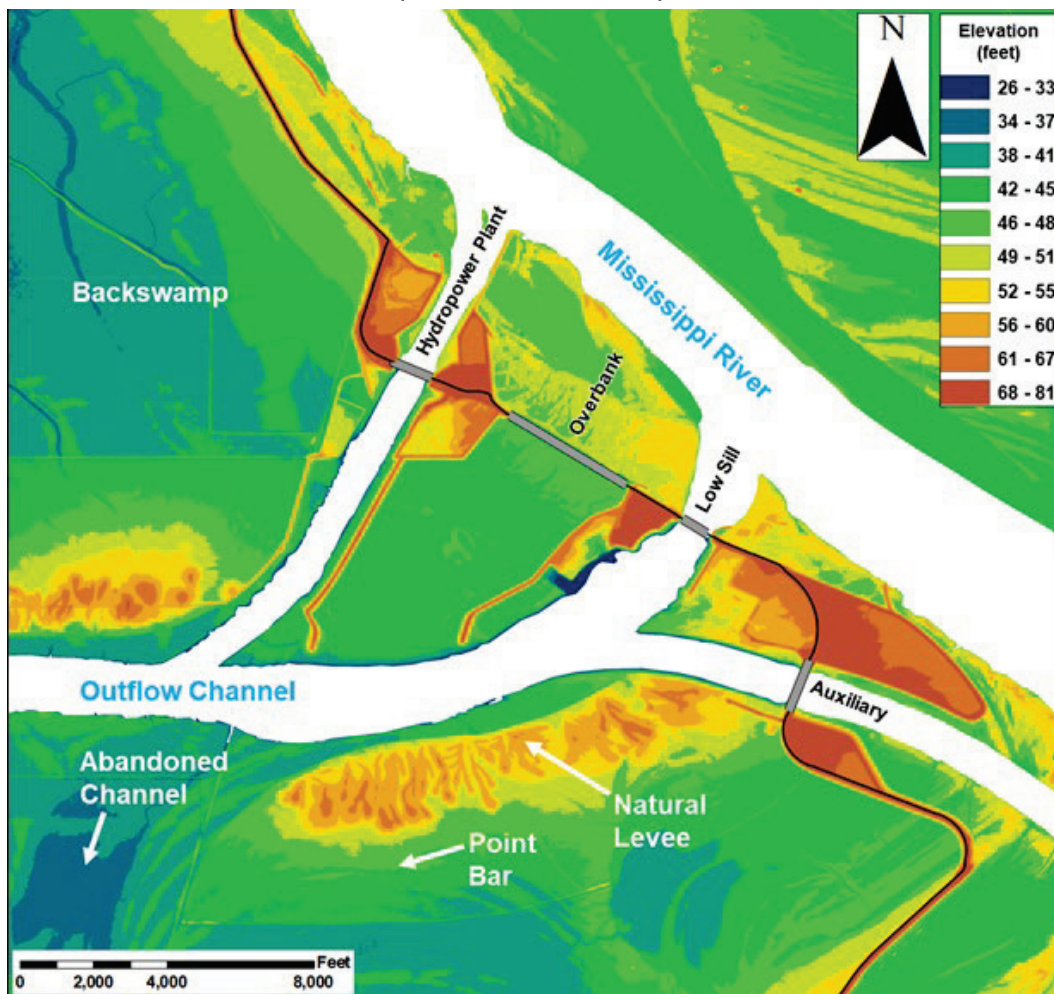 N
Elevation
(feet)
26 - 33
34 - 37
38 - 41
42 - 45
46 - 48
49 - 51
52 - 55
56 - 60
61 - 67
68 - 81
Hydropower Plant
Mississippi River
Backswamp
Overbank
Low Sill
Outflow Channel
Auxiliary
Abandoned
Channel
Natural
Levee
Point
Bar
Feet
0 2,000 4,000 8,000